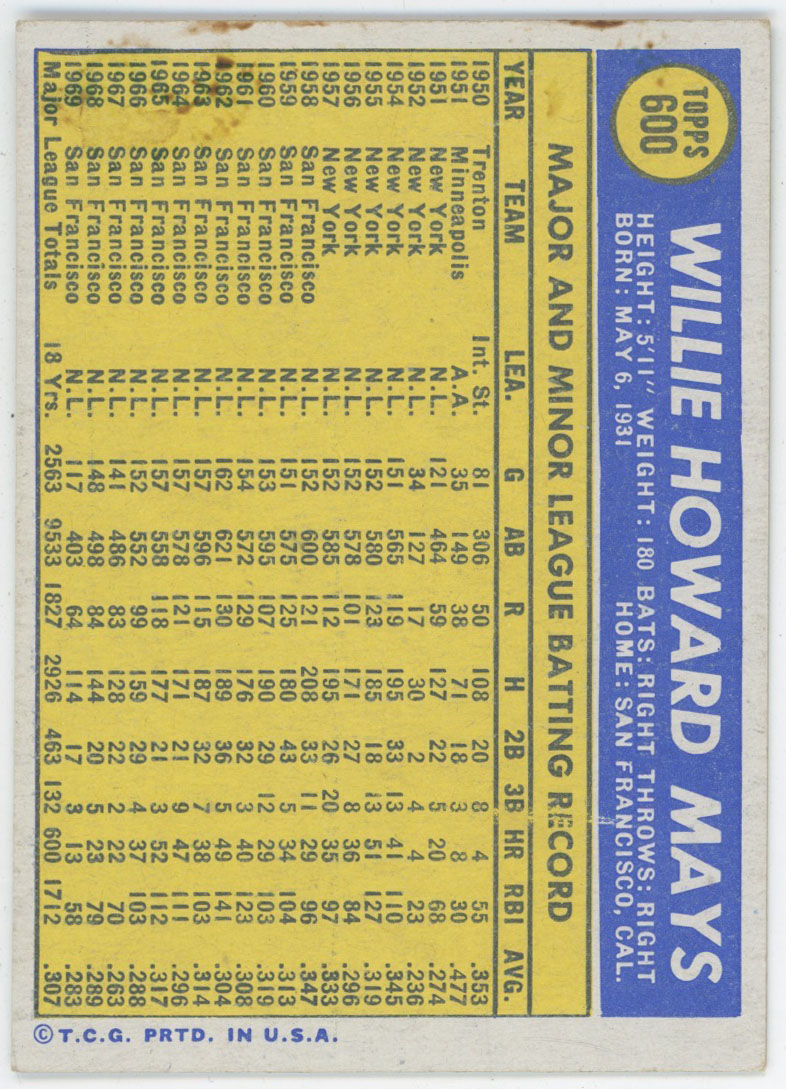 TOPPS
600
WILLIE HOWARD MAYS
HEIGHT: 5'11" WEIGHT: 180 BATS: RIGHT THROWS: RIGHT
BORN: MAY 6, 1931 HOME: SAN FRANCISCO, CAL.
MAJOR AND MINOR LEAGUE BATTING RECORD
YEAR TEAM LEA. G AB R H 2B 3B HR RBI AVG.
1950 Trenton Int. St. 81 306 50 108 20 8 4 55 .353
1951 Minneapolis A.A. 35 149 38 71 18 3 8 30 .477
1951 New York N.L. 121 464 59 127 22 5 20 68 .274
1952 New York N.L. 34 127 17 30 2 4 4 23 .236
1954 New York N.L. 151 565 119 195 33 13 41 110 .345
1955 New York N.L. 152 580 123 185 18 13 51 127 .319
1956 New York N.L. 152 578 101 171 27 8 36 84 .296
1957 New York N.L. 152 585 112 195 26 20 35 97 .333
1958 San Francisco N.L. 152 600 121 208 33 11 29 96 .347
1959 San Francisco N.L. 151 575 125 180 43 5 34 104 .313
1960 San Francisco N.L. 153 595 107 190 29 12 29 103 .319
1961 San Francisco N.L. 154 572 129 176 32 3 40 123 .308
1962 San Francisco N.L. 162 621 130 189 36 5 49 141 .304
1963 San Francisco N.L. 157 596 115 187 32 7 38 103 .314
1964 San Francisco N.L. 157 578 121 171 21 9 47 111 .296
1965 San Francisco N.L. 157 558 118 177 21 3 52 112 .317
1966 San Francisco N.L. 152 552 99 159 29 4 37 103 .288
1967 San Francisco N.L. 141 486 83 128 22 2 22 70 .263
1968 San Francisco N.L. 148 498 84 144 20 5 23 79 .289
1969 San Francisco N.L. 117 403 64 114 17 3 13 58 .283
Major League Totals 18 Yrs. 2563 9533 1827 2926 463 132 600 1712 .307
© T.C.G. PRTD. IN U.S.A.